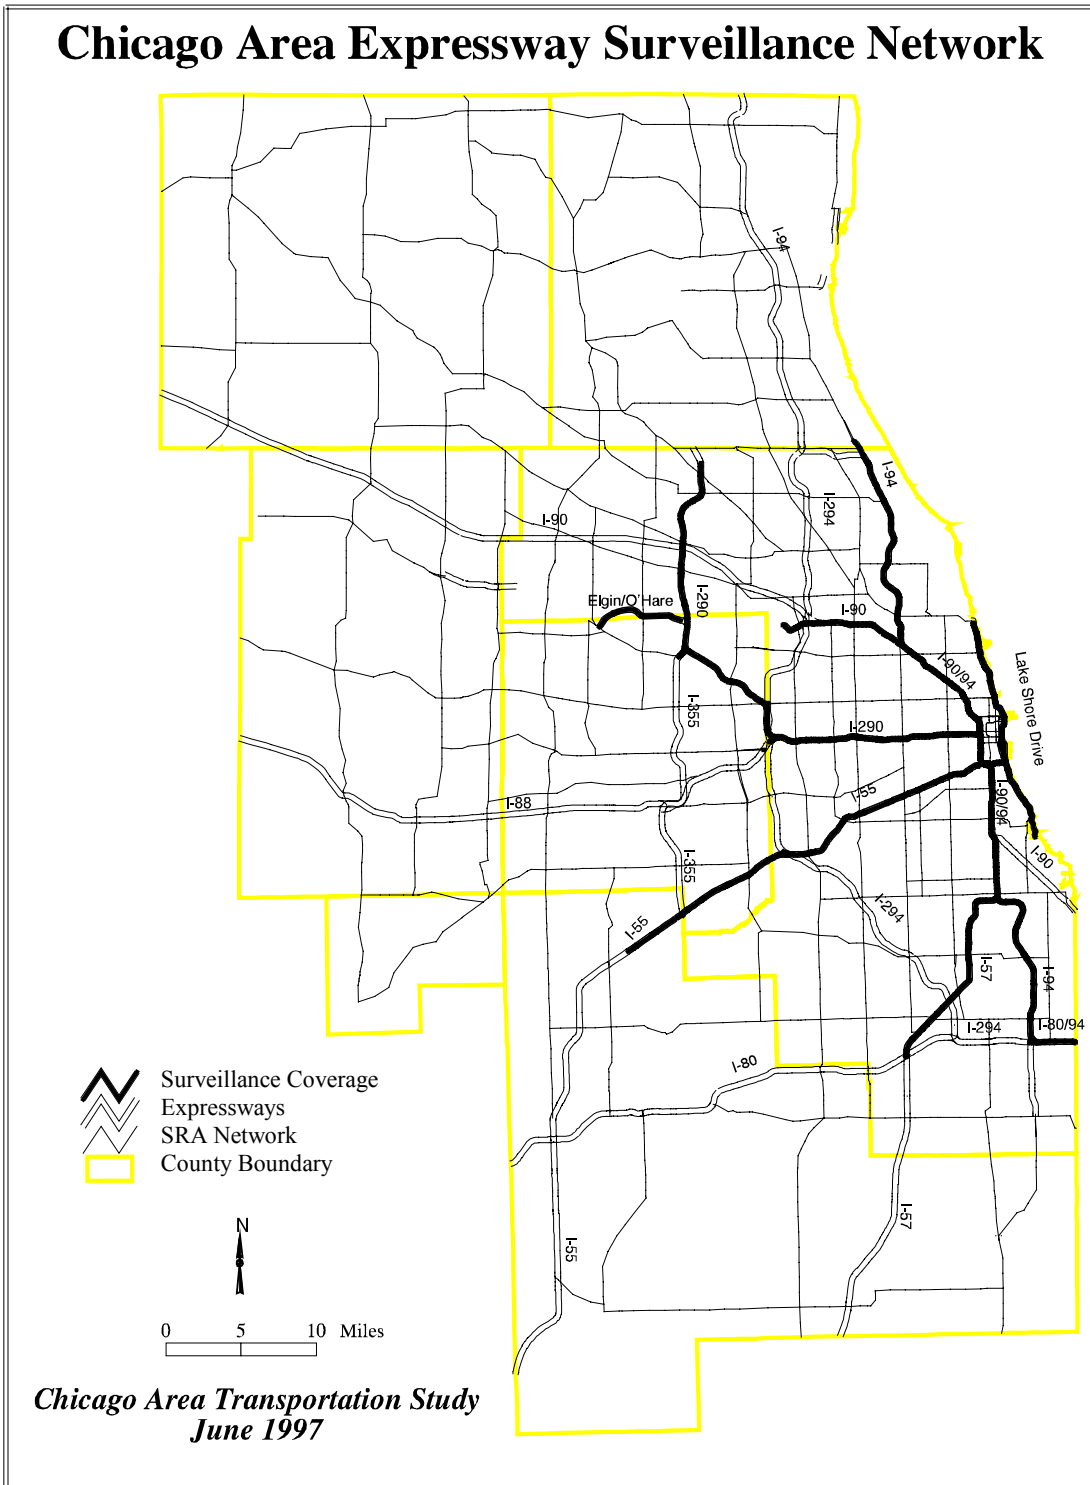 Chicago Area Expressway Surveillance Network
I-94
I-94
I-294
I-90
I-290
Elgin/O'Hare
I-90
I-90/94
Lake Shore Drive
I-355
I-290
I-88
I-55
I-90/94
I-90
I-355
I-294
I-55
I-57
I-94
I-294
I-80/94
I-80
I-57
I-55
Surveillance Coverage
Expressways
SRA Network
County Boundary
N
0 5 10 Miles
Chicago Area Transportation Study
June 1997